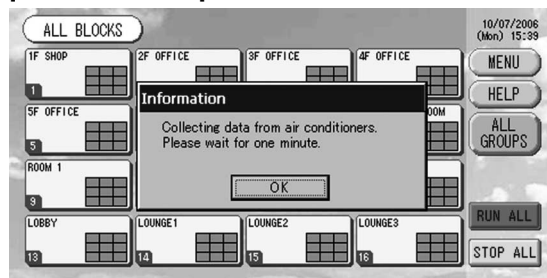 ALL BLOCKS
10/07/2006
(Mon) 15:39
1F SHOP
2F OFFICE
3F OFFICE
4F OFFICE
MENU
1
Information
HELP
5F OFFICE
Collecting data from air conditioners.
Please wait for one minute.
OOM
ALL
GROUPS
5
ROOM 1
OK
9
RUN ALL
LOBBY
LOUNGE1
LOUNGE2
LOUNGE3
13
14
15
16
STOP ALL